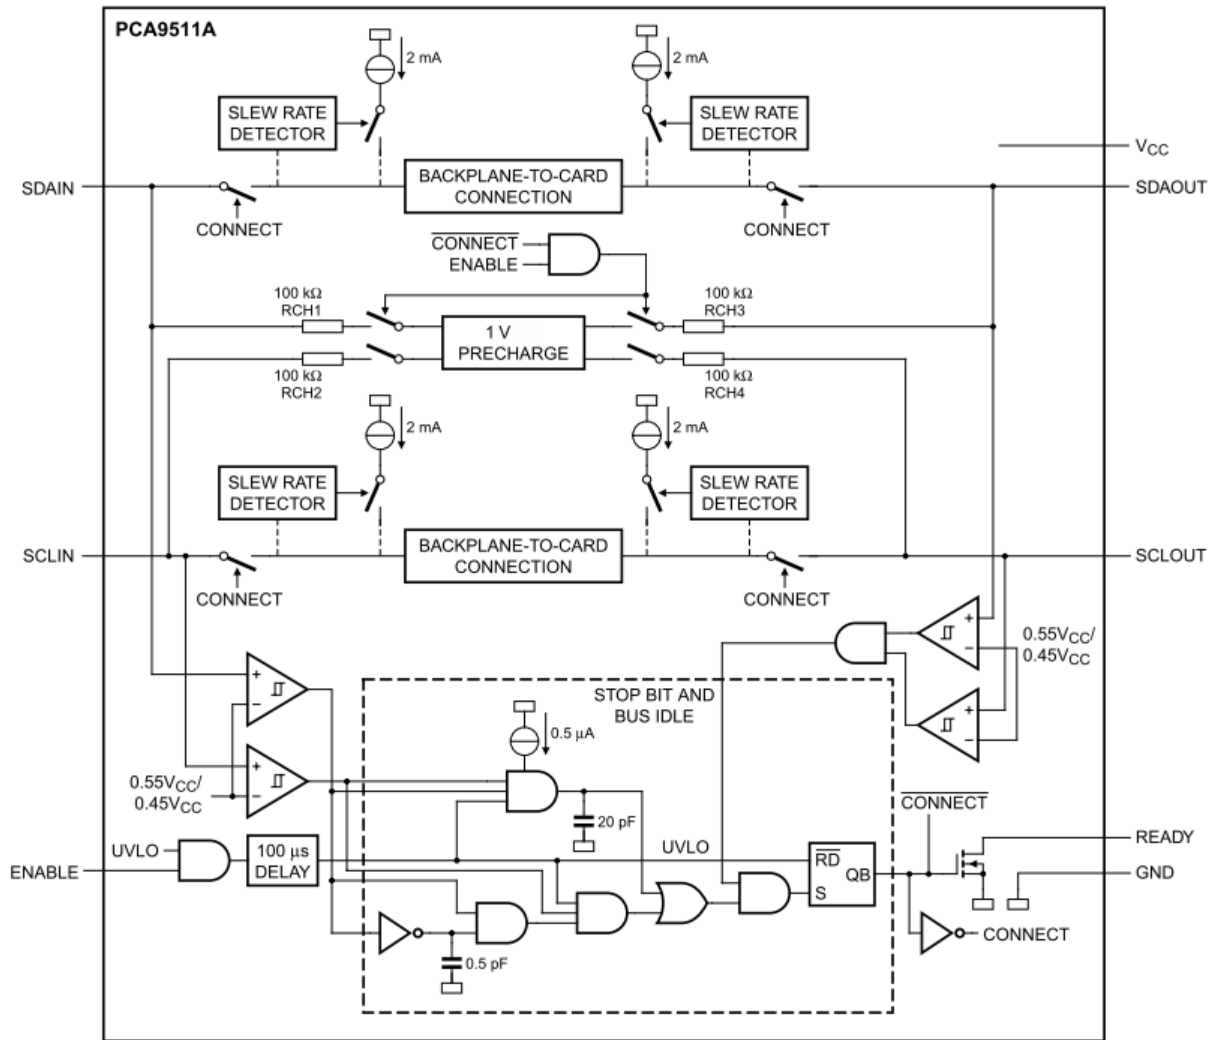 PCA9511A
2 mA
2 mA
SLEW RATE
DETECTOR
SLEW RATE
DETECTOR
VCC
BACKPLANE-TO-CARD
CONNECTION
SDAIN
SDAOUT
CONNECT
CONNECT
CONNECT
ENABLE
100 kΩ
RCH1
100 kΩ
RCH3
1 V
PRECHARGE
100 kΩ
RCH2
100 kΩ
RCH4
2 mA
2 mA
SLEW RATE
DETECTOR
SLEW RATE
DETECTOR
BACKPLANE-TO-CARD
CONNECTION
SCLIN
SCLOUT
CONNECT
CONNECT
+
−
0.55VCC/
0.45VCC
+
−
STOP BIT AND
BUS IDLE
+
−
0.5 µA
+
−
0.55VCC/
0.45VCC
20 pF
CONNECT
UVLO
100 µs
DELAY
UVLO
READY
ENABLE
RD
QB
S
GND
CONNECT
0.5 pF